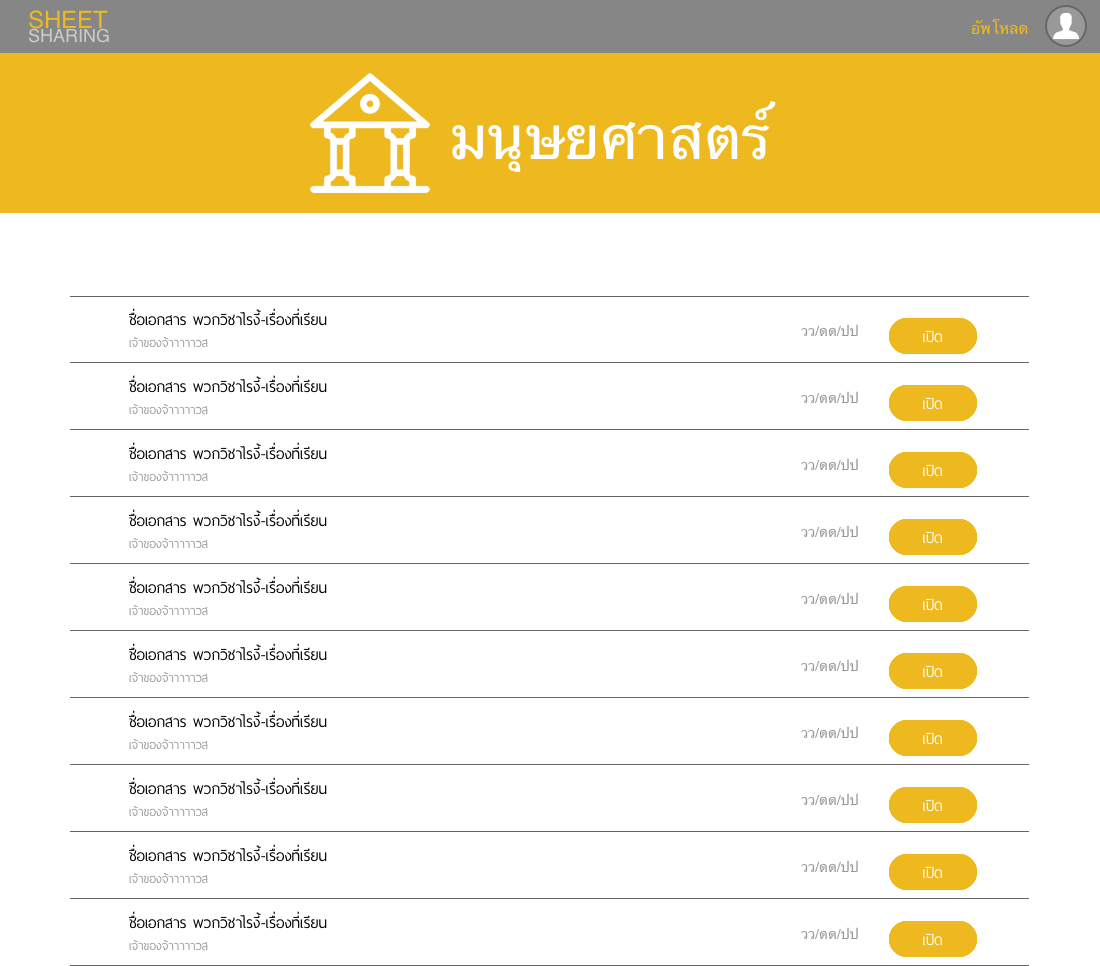 SHEET
SHARING
อัพโหลด
มนุษยศาสตร์
ชื่อเอกสาร พวกวิชาไรงี้-เรื่องที่เรียน
เจ้าของจ้าาาาาวส
วว/ดด/ปป
เปิด
ชื่อเอกสาร พวกวิชาไรงี้-เรื่องที่เรียน
เจ้าของจ้าาาาาวส
วว/ดด/ปป
เปิด
ชื่อเอกสาร พวกวิชาไรงี้-เรื่องที่เรียน
เจ้าของจ้าาาาาวส
วว/ดด/ปป
เปิด
ชื่อเอกสาร พวกวิชาไรงี้-เรื่องที่เรียน
เจ้าของจ้าาาาาวส
วว/ดด/ปป
เปิด
ชื่อเอกสาร พวกวิชาไรงี้-เรื่องที่เรียน
เจ้าของจ้าาาาาวส
วว/ดด/ปป
เปิด
ชื่อเอกสาร พวกวิชาไรงี้-เรื่องที่เรียน
เจ้าของจ้าาาาาวส
วว/ดด/ปป
เปิด
ชื่อเอกสาร พวกวิชาไรงี้-เรื่องที่เรียน
เจ้าของจ้าาาาาวส
วว/ดด/ปป
เปิด
ชื่อเอกสาร พวกวิชาไรงี้-เรื่องที่เรียน
เจ้าของจ้าาาาาวส
วว/ดด/ปป
เปิด
ชื่อเอกสาร พวกวิชาไรงี้-เรื่องที่เรียน
เจ้าของจ้าาาาาวส
วว/ดด/ปป
เปิด
ชื่อเอกสาร พวกวิชาไรงี้-เรื่องที่เรียน
เจ้าของจ้าาาาาวส
วว/ดด/ปป
เปิด